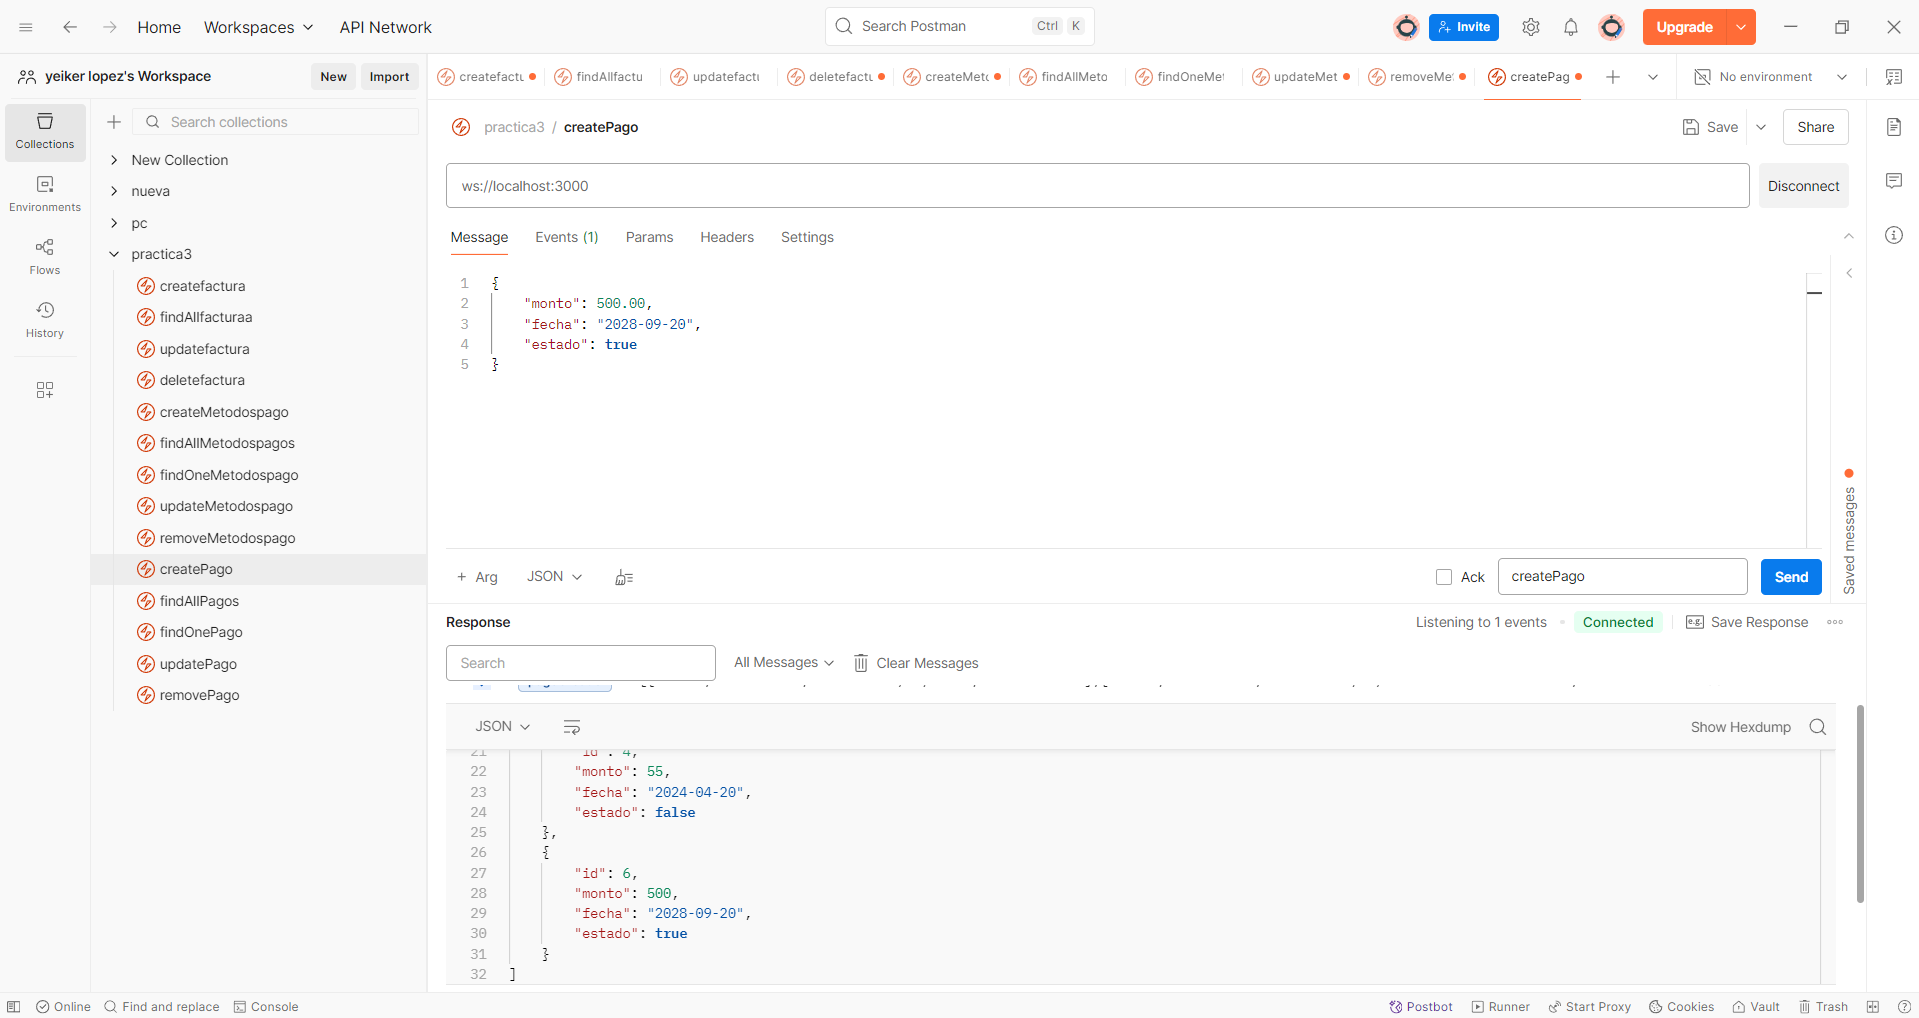 Home
Workspaces
API Network
Search Postman
Ctrl
K
Invite
Upgrade
yeiker lopez's Workspace
New
Import
createfactu
findAllfactu
updatefactu
deletefactu
createMetc
findAllMeto
findOneMet
updateMet
removeMe
createPag
No environment
Collections
Environments
Flows
History
Search collections
New Collection
nueva
pc
practica3
createfactura
findAllfacturaa
updatefactura
deletefactura
createMetodospago
findAllMetodospagos
findOneMetodospago
updateMetodospago
removeMetodospago
createPago
findAllPagos
findOnePago
updatePago
removePago
practica3 / createPago
Save
Share
ws://localhost:3000
Disconnect
Message
Events (1)
Params
Headers
Settings
1 {
2 "monto": 500.00,
3 "fecha": "2028-09-20",
4 "estado": true
5 }
Saved messages
+ Arg
JSON
Ack
createPago
Send
Response
Listening to 1 events
Connected
Save Response
Search
All Messages
Clear Messages
JSON
Show Hexdump
21 "id": 4,
22 "monto": 55,
23 "fecha": "2024-04-20",
24 "estado": false
25 },
26 {
27 "id": 6,
28 "monto": 500,
29 "fecha": "2028-09-20",
30 "estado": true
31 }
32 ]
Online
Find and replace
Console
Postbot
Runner
Start Proxy
Cookies
Vault
Trash